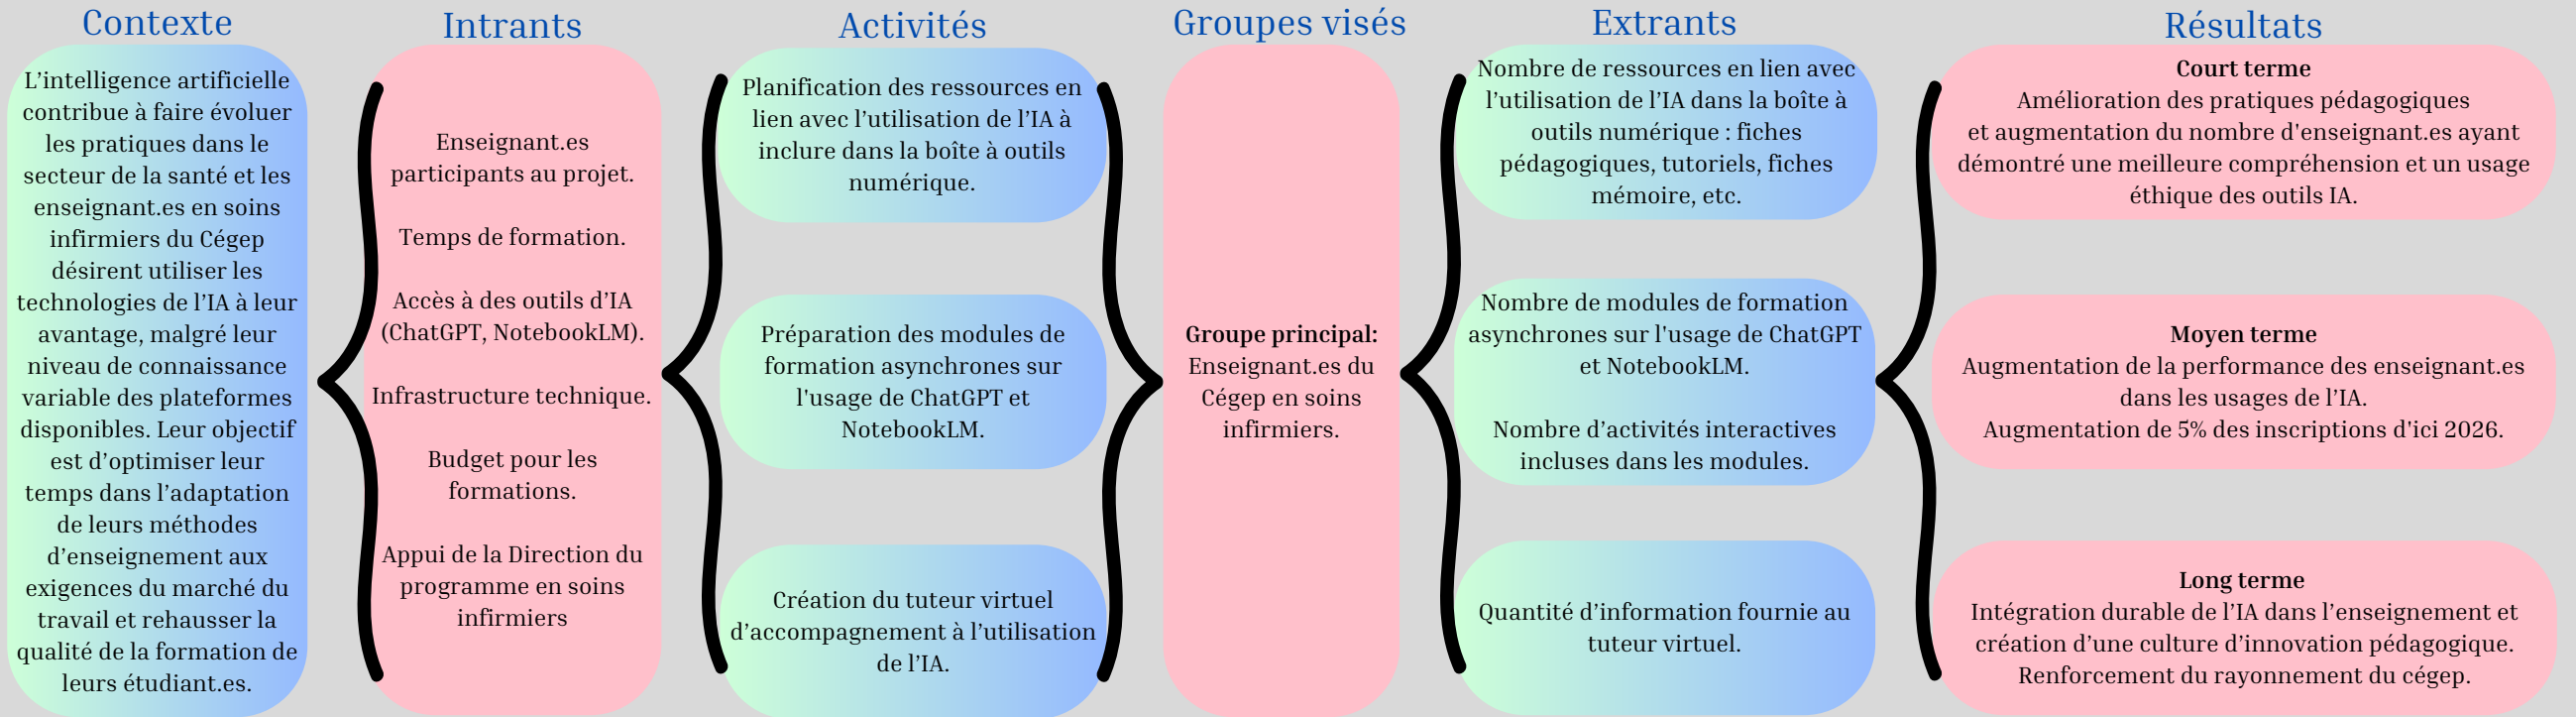 Contexte
L’intelligence artificielle
contribue à faire évoluer
les pratiques dans le
secteur de la santé et les
enseignant.es en soins
infirmiers du Cégep
désirent utiliser les
technologies de l’IA à leur
avantage, malgré leur
niveau de connaissance
variable des plateformes
disponibles. Leur objectif
est d’optimiser leur
temps dans l’adaptation
de leurs méthodes
d’enseignement aux
exigences du marché du
travail et rehausser la
qualité de la formation de
leurs étudiant.es.
Intrants
Enseignant.es
participants au projet.
Temps de formation.
Accès à des outils d’IA
(ChatGPT, NotebookLM).
Infrastructure technique.
Budget pour les
formations.
Appui de la Direction du
programme en soins
infirmiers
Activités
Planification des ressources en
lien avec l’utilisation de l’IA à
inclure dans la boîte à outils
numérique.
Préparation des modules de
formation asynchrones sur
l'usage de ChatGPT et
NotebookLM.
Création du tuteur virtuel
d’accompagnement à l’utilisation
de l’IA.
Groupes visés
Groupe principal:
Enseignant.es du
Cégep en soins
infirmiers.
Extrants
Nombre de ressources en lien avec
l’utilisation de l’IA dans la boîte à
outils numérique : fiches
pédagogiques, tutoriels, fiches
mémoire, etc.
Nombre de modules de formation
asynchrones sur l'usage de ChatGPT
et NotebookLM.
Nombre d’activités interactives
incluses dans les modules.
Quantité d’information fournie au
tuteur virtuel.
Résultats
Court terme
Amélioration des pratiques pédagogiques
et augmentation du nombre d'enseignant.es ayant
démontré une meilleure compréhension et un usage
éthique des outils IA.
Moyen terme
Augmentation de la performance des enseignant.es
dans les usages de l’IA.
Augmentation de 5% des inscriptions d'ici 2026.
Long terme
Intégration durable de l’IA dans l’enseignement et
création d’une culture d’innovation pédagogique.
Renforcement du rayonnement du cégep.